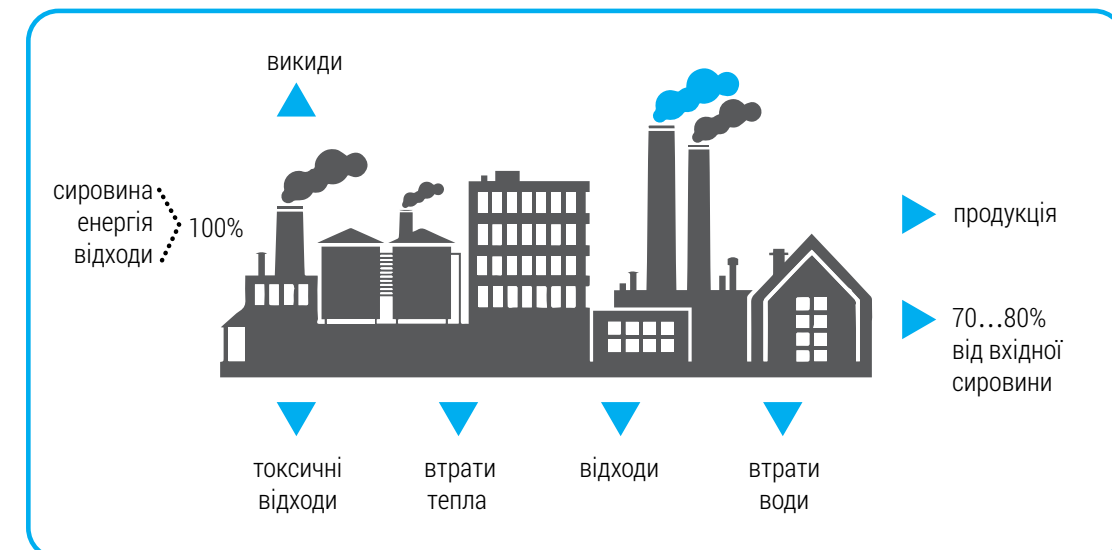 викиди
сировина
енергія
відходи
100%
продукція
70...80%
від вхідної
сировини
токсичні
відходи
втрати
тепла
відходи
втрати
води